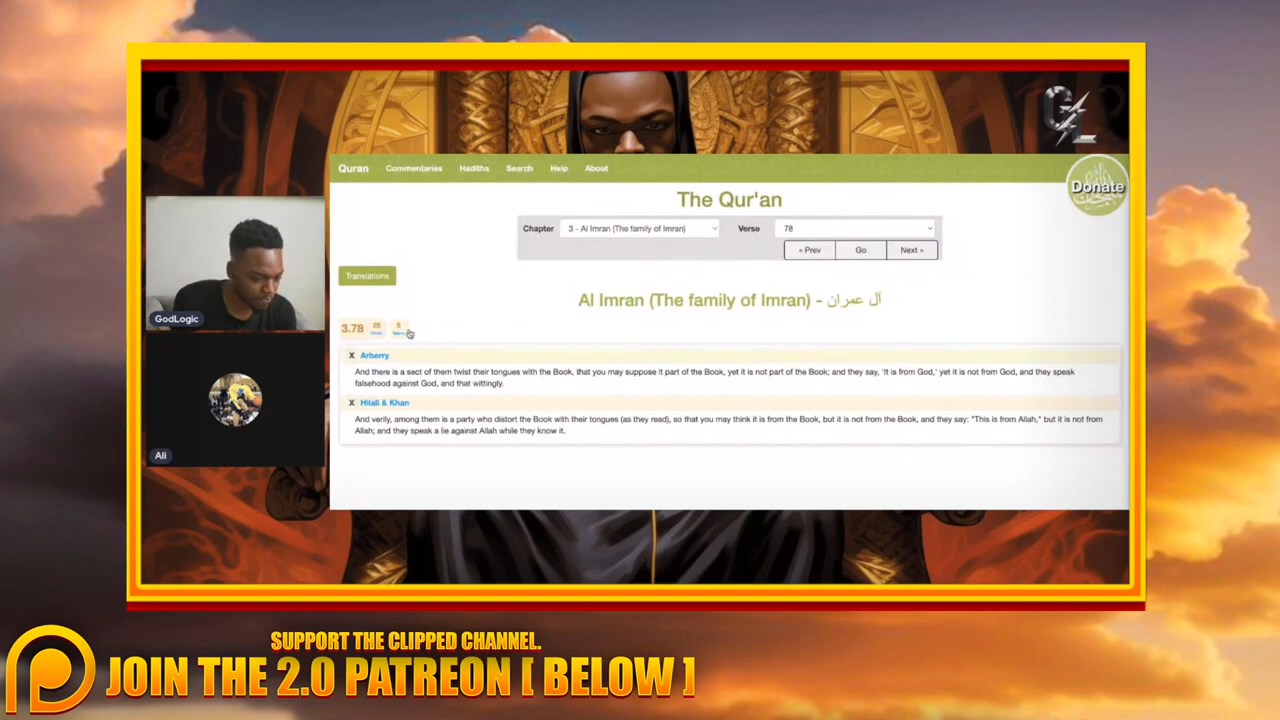 GL
Quran Commentaries Hadiths Search Help About
Donate
The Qur'an
Chapter 3 - Al Imran (The family of Imran) Verse 78
« Prev Go Next »
Translations
Al Imran (The family of Imran) - آل عمران
3.78 35 5
X Arberry
And there is a sect of them twist their tongues with the Book, that you may suppose it part of the Book, yet it is not part of the Book; and they say, 'It is from God,' yet it is not from God, and they speak
falsehood against God, and that wittingly.
X Hilali & Khan
And verily, among them is a party who distort the Book with their tongues (as they read), so that you may think it is from the Book, but it is not from the Book, and they say: "This is from Allah," but it is not from
Allah; and they speak a lie against Allah while they know it.
GodLogic
Ali
SUPPORT THE CLIPPED CHANNEL.
JOIN THE 2.0 PATREON [ BELOW ]